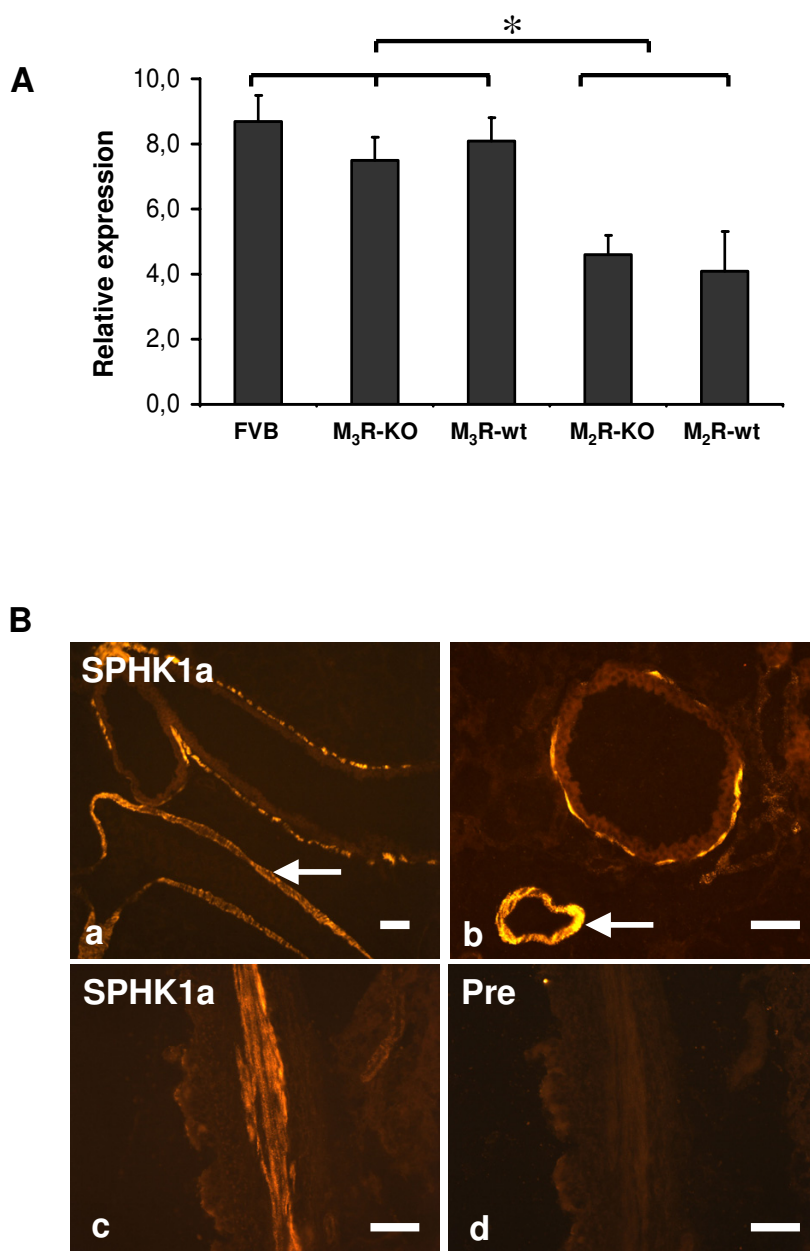 A
*
10,0
8,0
6,0
4,0
2,0
0,0
Relative expression
FVB M₃R-KO M₃R-wt M₂R-KO M₂R-wt
B
SPHK1a
a
b
SPHK1a
c
Pre
d